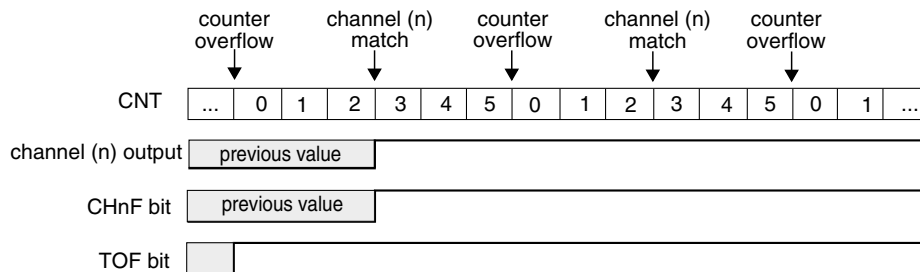 counter overflow
channel (n) match
counter overflow
channel (n) match
counter overflow
CNT ... 0 1 2 3 4 5 0 1 2 3 4 5 0 1 ...
channel (n) output previous value
CHnF bit previous value
TOF bit